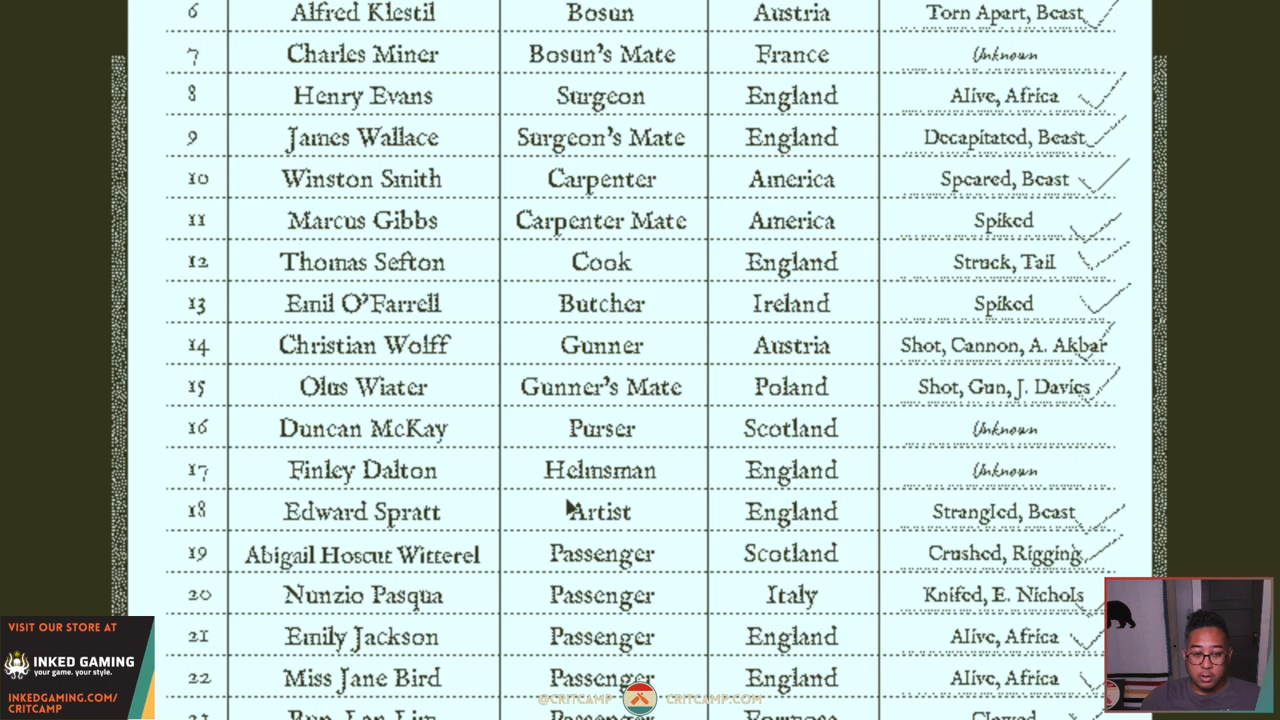 6 Alfred Klestil Bosun Austria Torn Apart, Beast
7 Charles Miner Bosun's Mate France Unknown
8 Henry Evans Surgeon England Alive, Africa
9 James Wallace Surgeon's Mate England Decapitated, Beast
10 Winston Smith Carpenter America Speared, Beast
11 Marcus Gibbs Carpenter Mate America Spiked
12 Thomas Sefton Cook England Struck, Tail
13 Emil O'Farrell Butcher Ireland Spiked
14 Christian Wolff Gunner Austria Shot, Cannon, A. Akbar
15 Olus Wiater Gunner's Mate Poland Shot, Gun, J. Davies
16 Duncan McKay Purser Scotland Unknown
17 Finley Dalton Helmsman England Unknown
18 Edward Spratt Artist England Strangled, Beast
19 Abigail Hoscut Witterel Passenger Scotland Crushed, Rigging
20 Nunzio Pasqua Passenger Italy Knifed, E. Nichols
21 Emily Jackson Passenger England Alive, Africa
22 Miss Jane Bird Passenger England Alive, Africa
Passenger Formosa Clawed
VISIT OUR STORE AT
INKED GAMING
your game. your style.
INKEDGAMING.COM/
CRITCAMP
@CRITCAMP CRITCAMP.COM